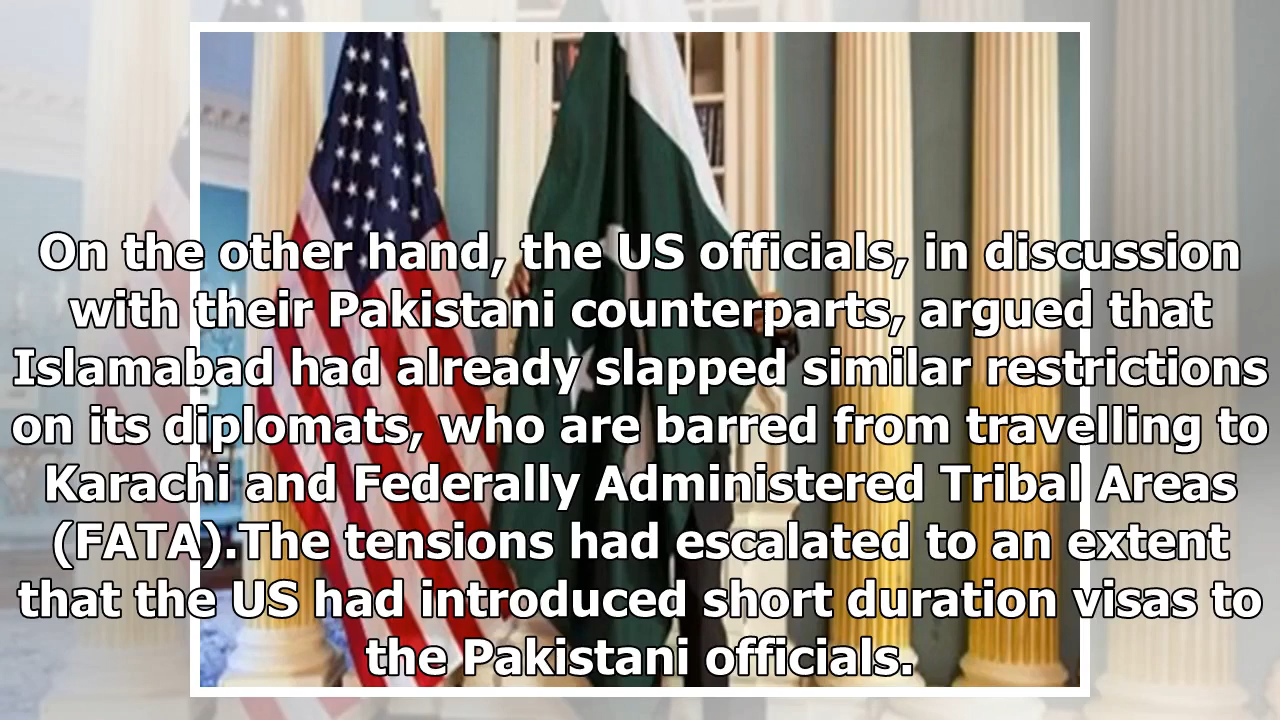 On the other hand, the US officials, in discussion
with their Pakistani counterparts, argued that
Islamabad had already slapped similar restrictions
on its diplomats, who are barred from travelling to
Karachi and Federally Administered Tribal Areas
(FATA).The tensions had escalated to an extent
that the US had introduced short duration visas to
the Pakistani officials.